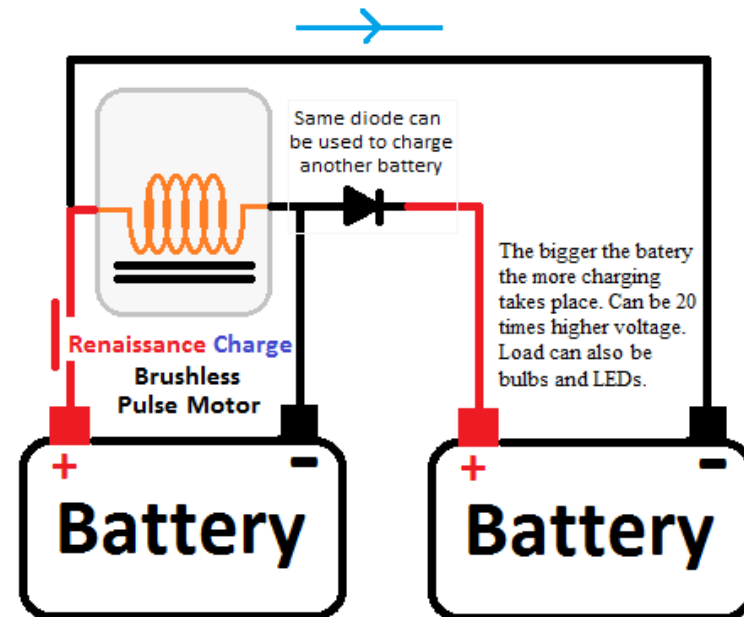 Same diode can
be used to charge
another battery
The bigger the batery
the more charging
takes place. Can be 20
times higher voltage.
Load can also be
bulbs and LEDs.
Renaissance Charge
Brushless
Pulse Motor
+ -
Battery
+ -
Battery